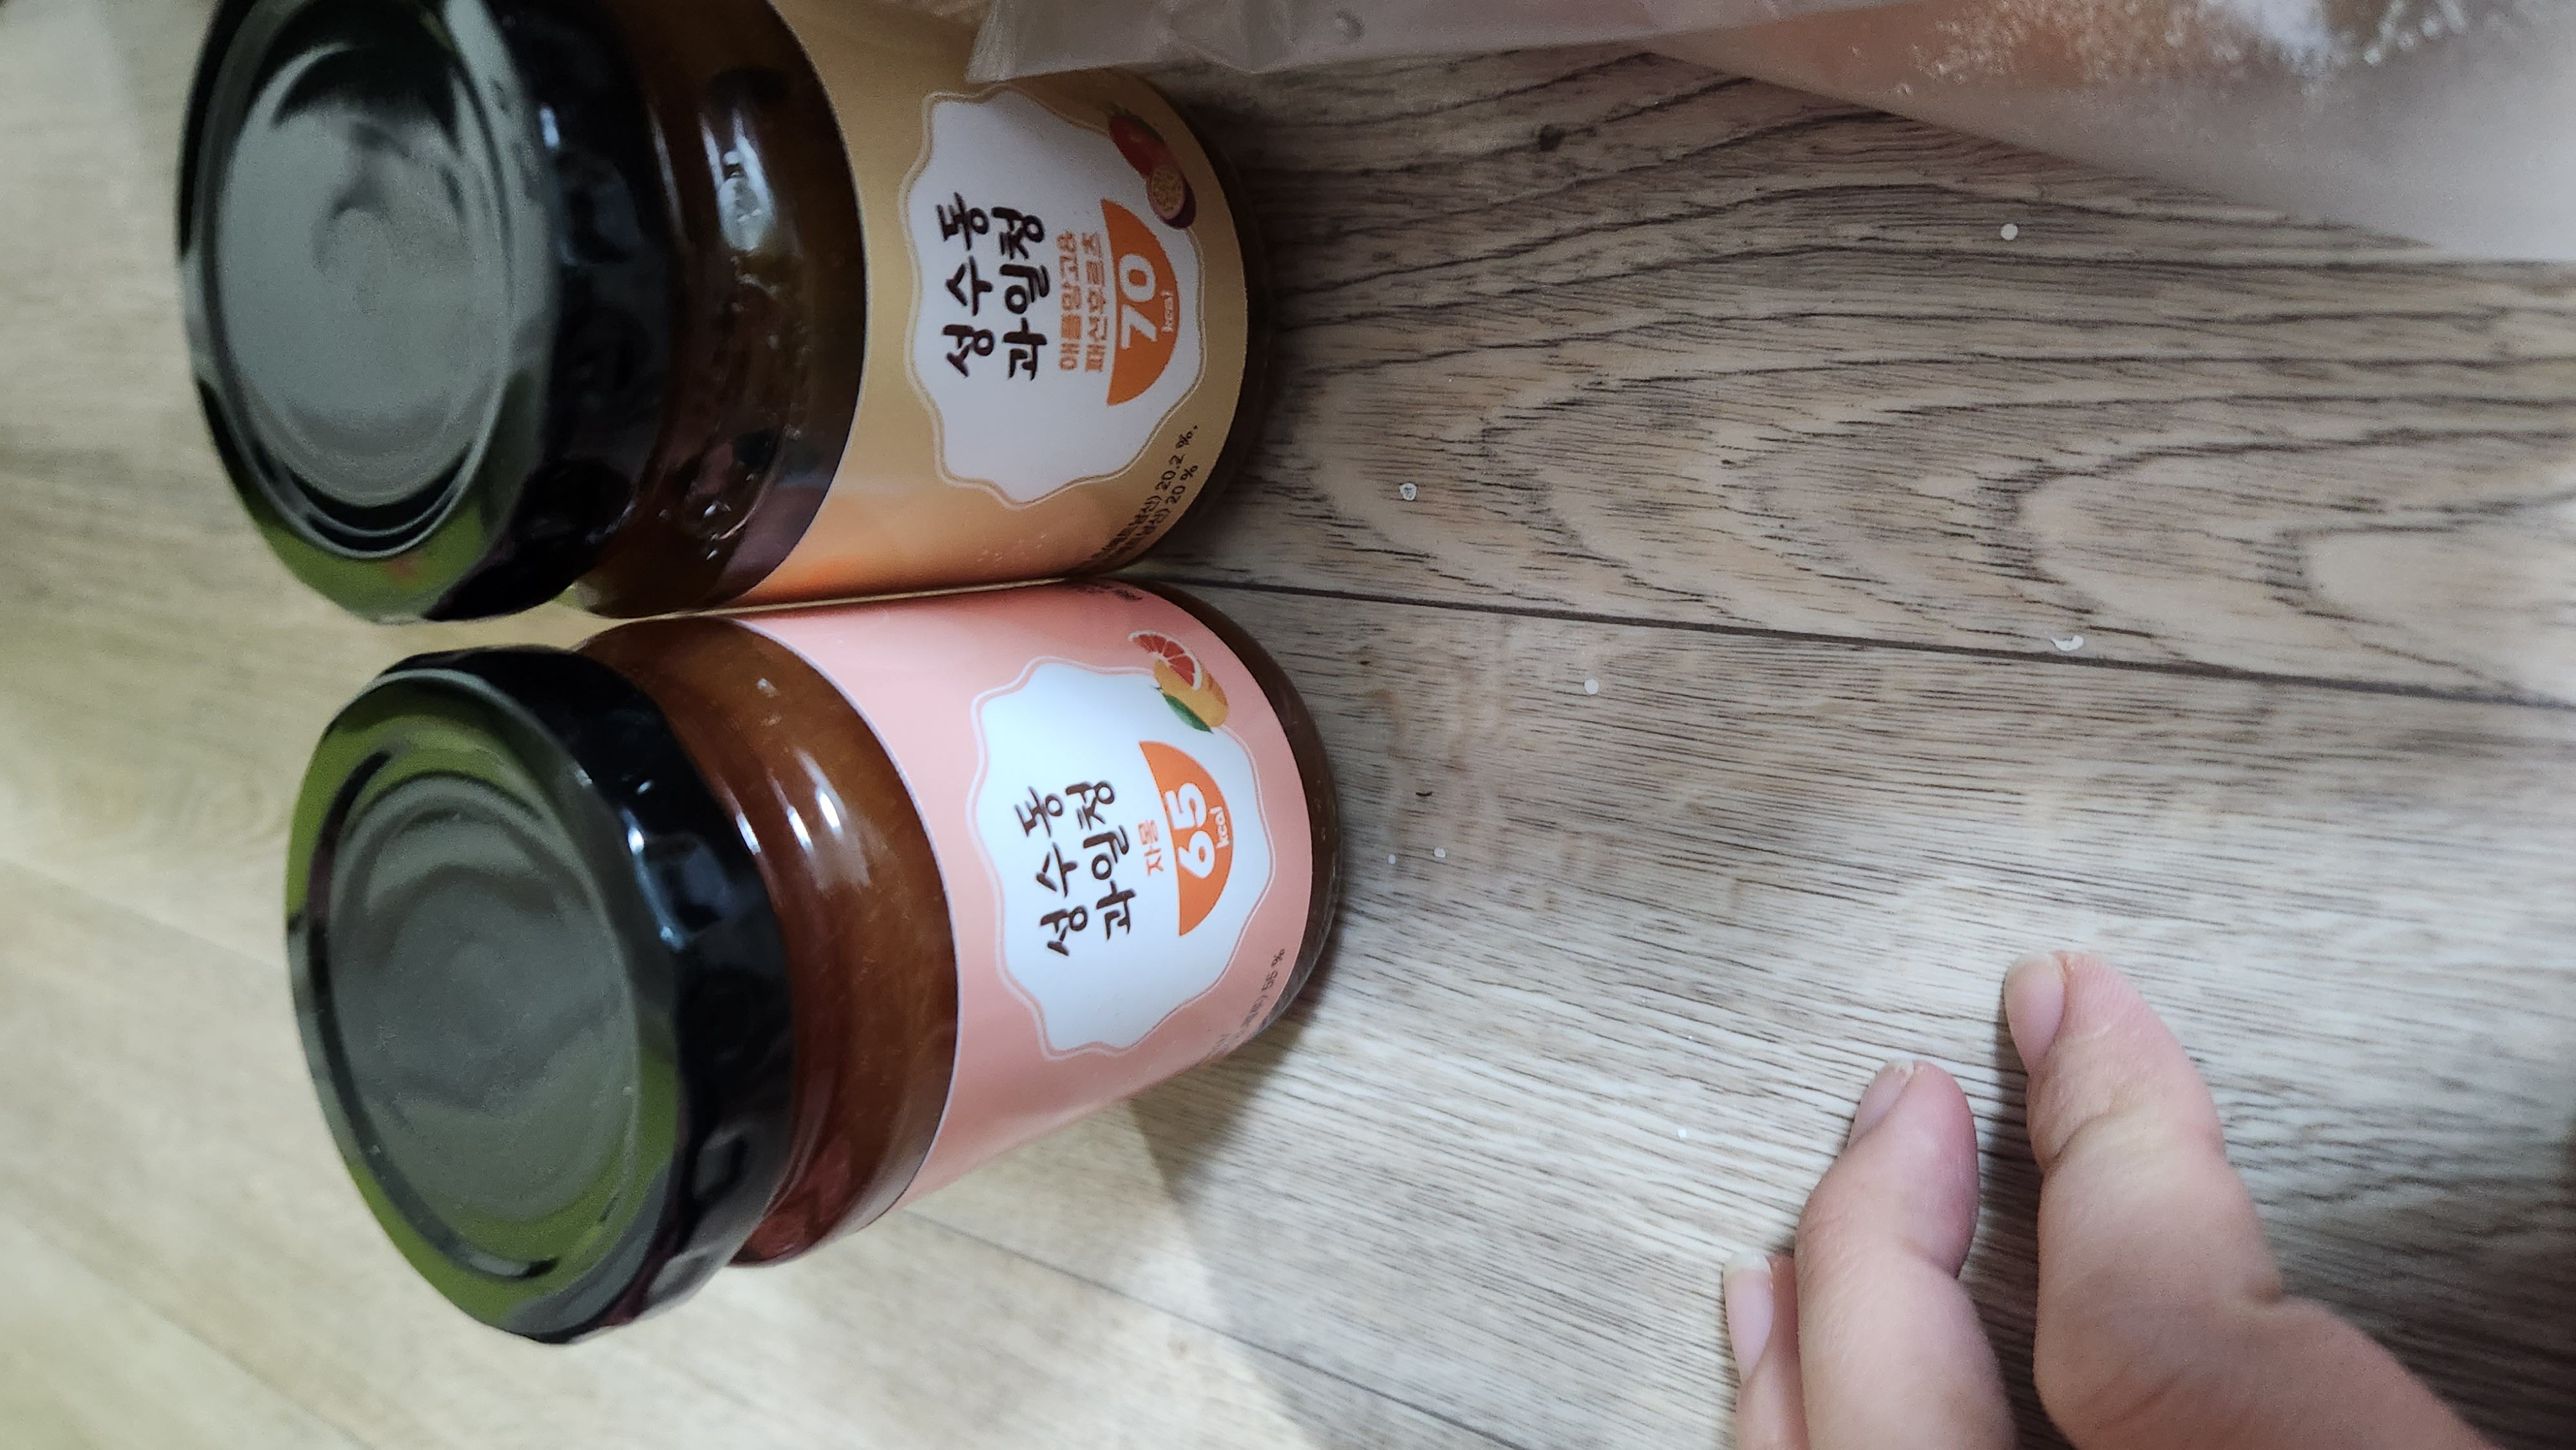 성수동
과일청
애플망고&
패션후르츠
70
kcal
20.2 %,
20 %
성수동
과일청
자몽
65
kcal
55 %